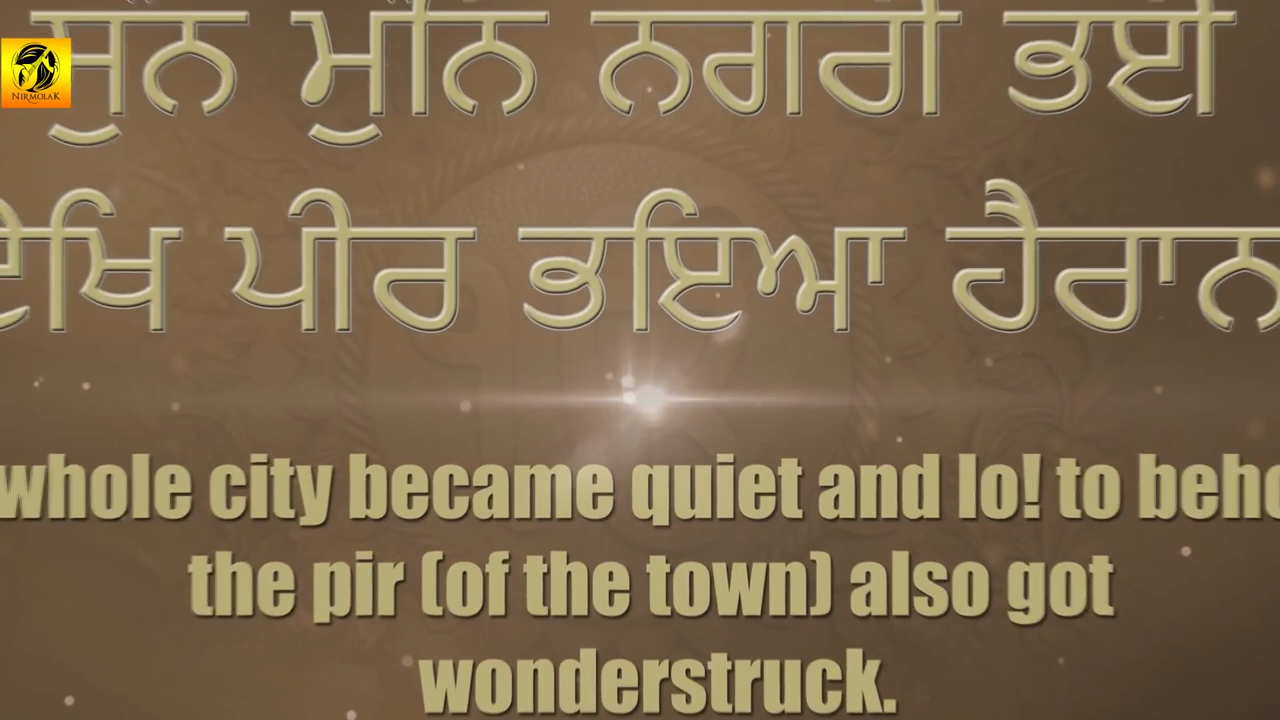 NIRMOLAK
ਸੁੰਨ ਮੁੰਨਿ ਨਗਰੀ ਭਈ
ਦੇਖਿ ਪੀਰ ਭਇਆ ਹੈਰਾਨ
whole city became quiet and lo! to beho
the pir (of the town) also got
wonderstruck.